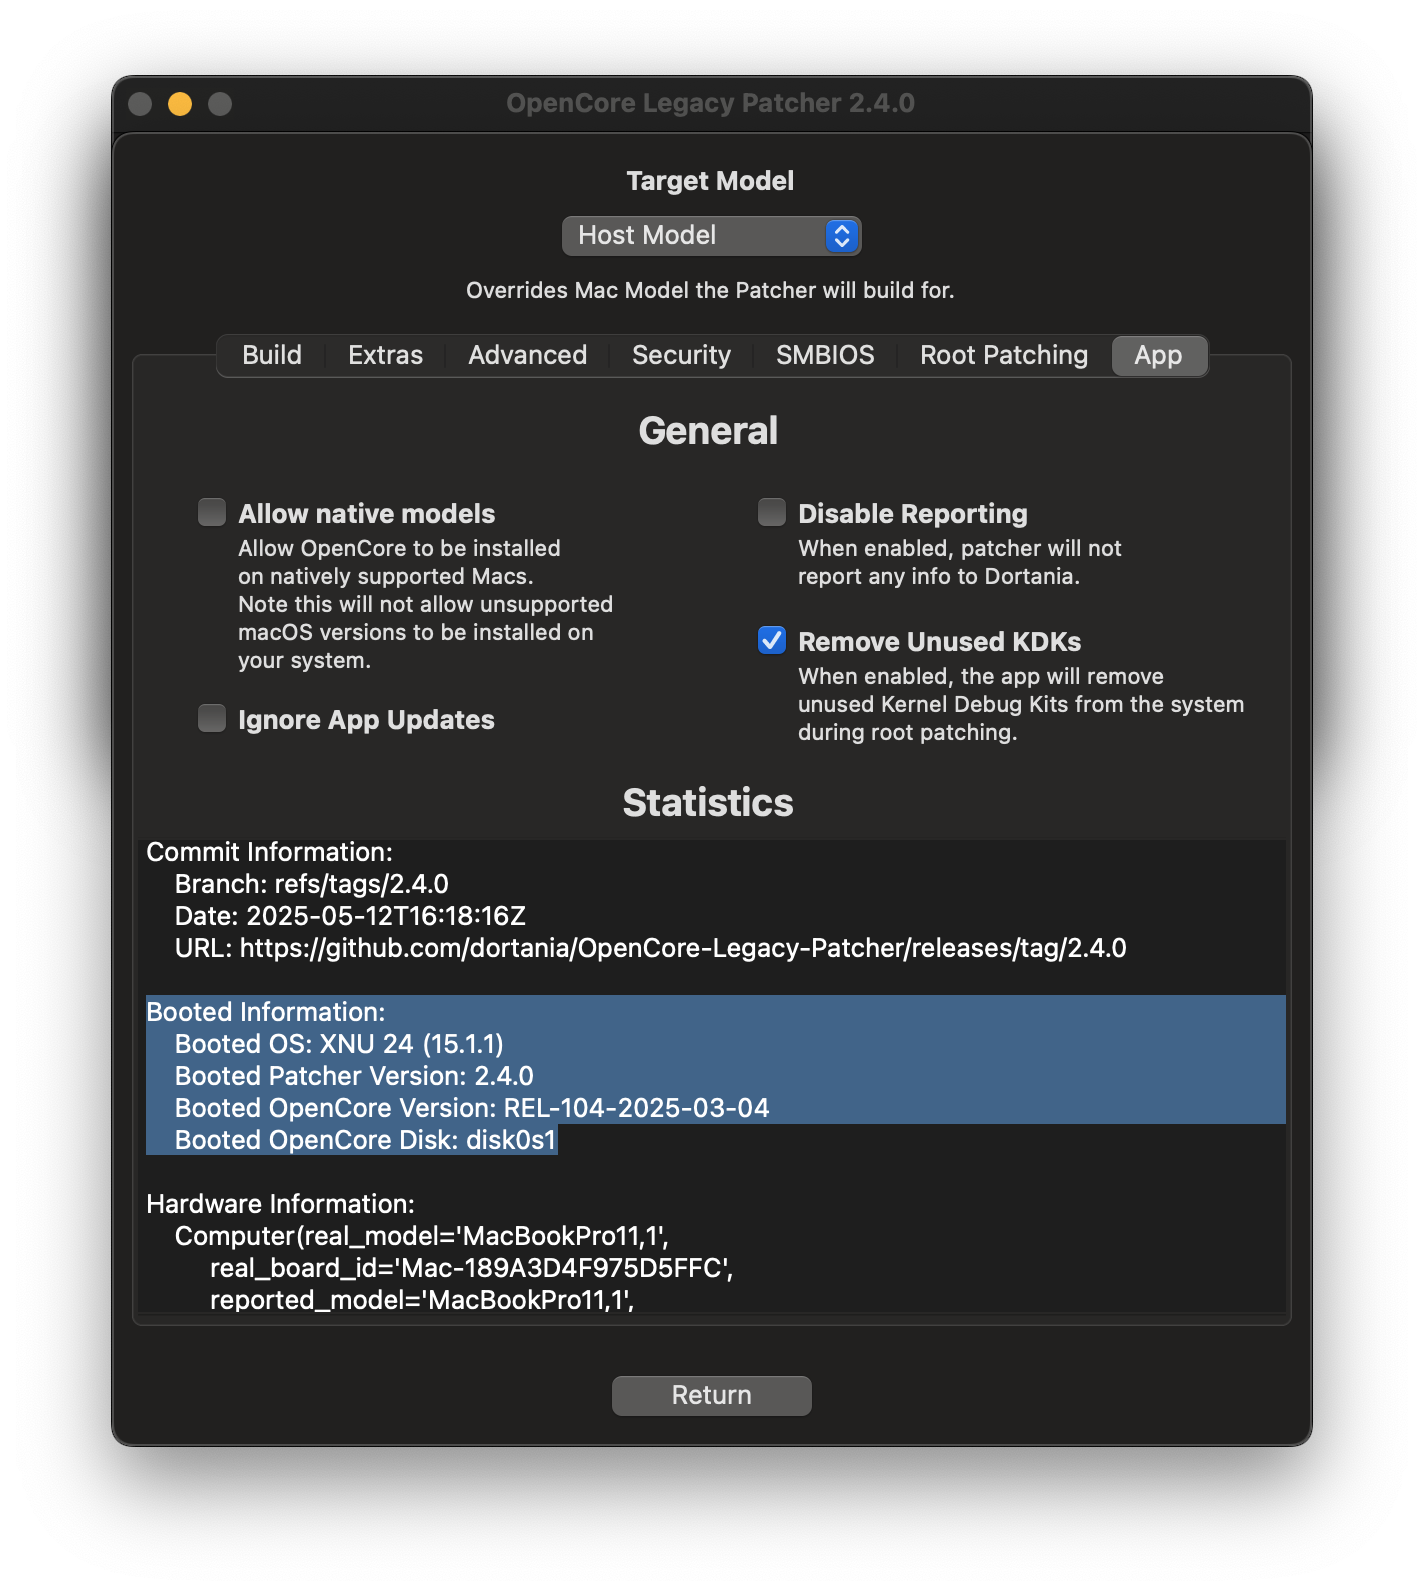 OpenCore Legacy Patcher 2.4.0
Target Model
Host Model
Overrides Mac Model the Patcher will build for.
Build Extras Advanced Security SMBIOS Root Patching App
General
Allow native models
Allow OpenCore to be installed
on natively supported Macs.
Note this will not allow unsupported
macOS versions to be installed on
your system.
Ignore App Updates
Disable Reporting
When enabled, patcher will not
report any info to Dortania.
Remove Unused KDKs
When enabled, the app will remove
unused Kernel Debug Kits from the system
during root patching.
Statistics
Commit Information:
Branch: refs/tags/2.4.0
Date: 2025-05-12T16:18:16Z
URL: https://github.com/dortania/OpenCore-Legacy-Patcher/releases/tag/2.4.0
Booted Information:
Booted OS: XNU 24 (15.1.1)
Booted Patcher Version: 2.4.0
Booted OpenCore Version: REL-104-2025-03-04
Booted OpenCore Disk: disk0s1
Hardware Information:
Computer(real_model='MacBookPro11,1',
real_board_id='Mac-189A3D4F975D5FFC',
reported_model='MacBookPro11,1',
Return